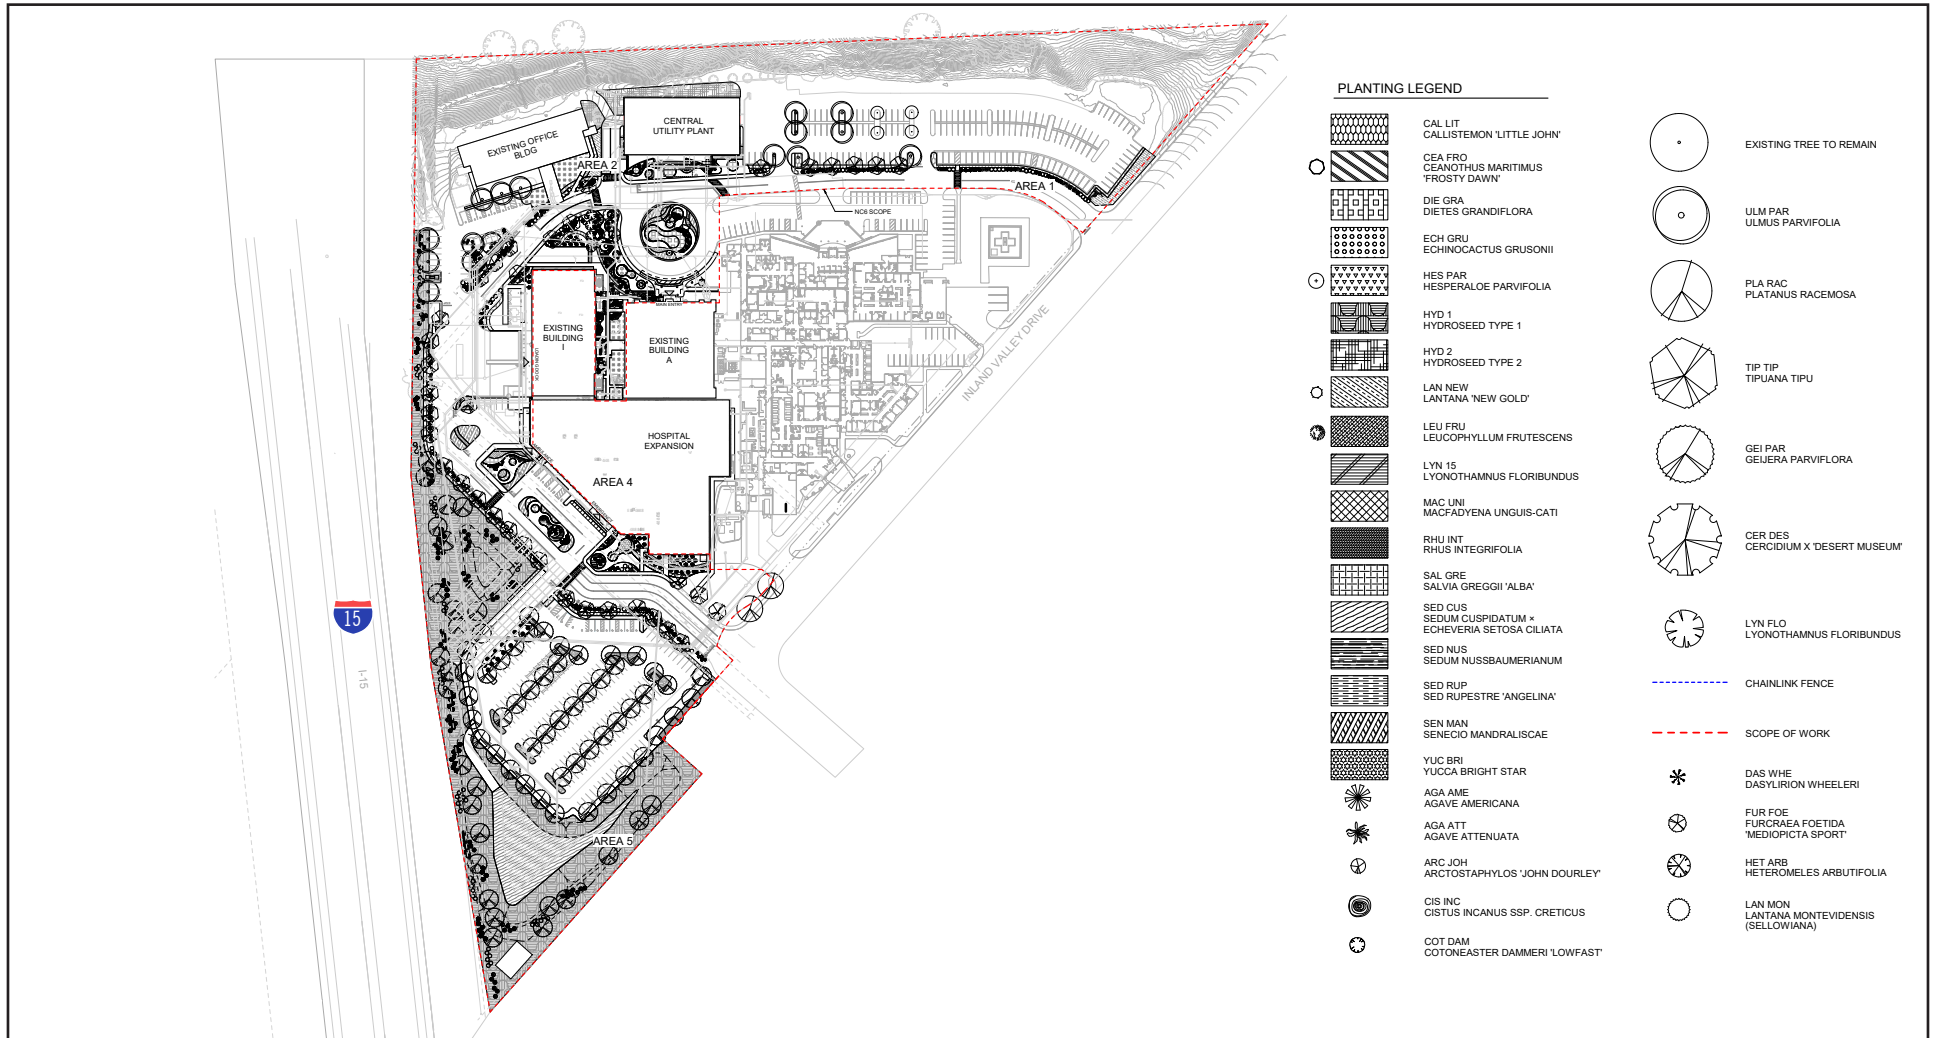 EXISTING OFFICE
BLDG
CENTRAL
UTILITY PLANT
AREA 2
AREA 1
NC6 SCOPE
MAIN ENTRY
EXISTING
BUILDING
I
EXISTING
BUILDING
A
LOADING DOCK
HOSPITAL
EXPANSION
AREA 4
INLAND VALLEY DRIVE
15
I-15
AREA 5
PLANTING LEGEND
CAL LIT
CALLISTEMON 'LITTLE JOHN'
CEA FRO
CEANOTHUS MARITIMUS
'FROSTY DAWN'
DIE GRA
DIETES GRANDIFLORA
ECH GRU
ECHINOCACTUS GRUSONII
HES PAR
HESPERALOE PARVIFOLIA
HYD 1
HYDROSEED TYPE 1
HYD 2
HYDROSEED TYPE 2
LAN NEW
LANTANA 'NEW GOLD'
LEU FRU
LEUCOPHYLLUM FRUTESCENS
LYN 15
LYONOTHAMNUS FLORIBUNDUS
MAC UNI
MACFADYENA UNGUIS-CATI
RHU INT
RHUS INTEGRIFOLIA
SAL GRE
SALVIA GREGGII 'ALBA'
SED CUS
SEDUM CUSPIDATUM ×
ECHEVERIA SETOSA CILIATA
SED NUS
SEDUM NUSSBAUMERIANUM
SED RUP
SED RUPESTRE 'ANGELINA'
SEN MAN
SENECIO MANDRALISCAE
YUC BRI
YUCCA BRIGHT STAR
AGA AME
AGAVE AMERICANA
AGA ATT
AGAVE ATTENUATA
ARC JOH
ARCTOSTAPHYLOS 'JOHN DOURLEY'
CIS INC
CISTUS INCANUS SSP. CRETICUS
COT DAM
COTONEASTER DAMMERI 'LOWFAST'
EXISTING TREE TO REMAIN
ULM PAR
ULMUS PARVIFOLIA
PLA RAC
PLATANUS RACEMOSA
TIP TIP
TIPUANA TIPU
GEI PAR
GEIJERA PARVIFLORA
CER DES
CERCIDIUM X 'DESERT MUSEUM'
LYN FLO
LYONOTHAMNUS FLORIBUNDUS
CHAINLINK FENCE
SCOPE OF WORK
DAS WHE
DASYLIRION WHEELERI
FUR FOE
FURCRAEA FOETIDA
'MEDIOPICTA SPORT'
HET ARB
HETEROMELES ARBUTIFOLIA
LAN MON
LANTANA MONTEVIDENSIS
(SELLOWIANA)